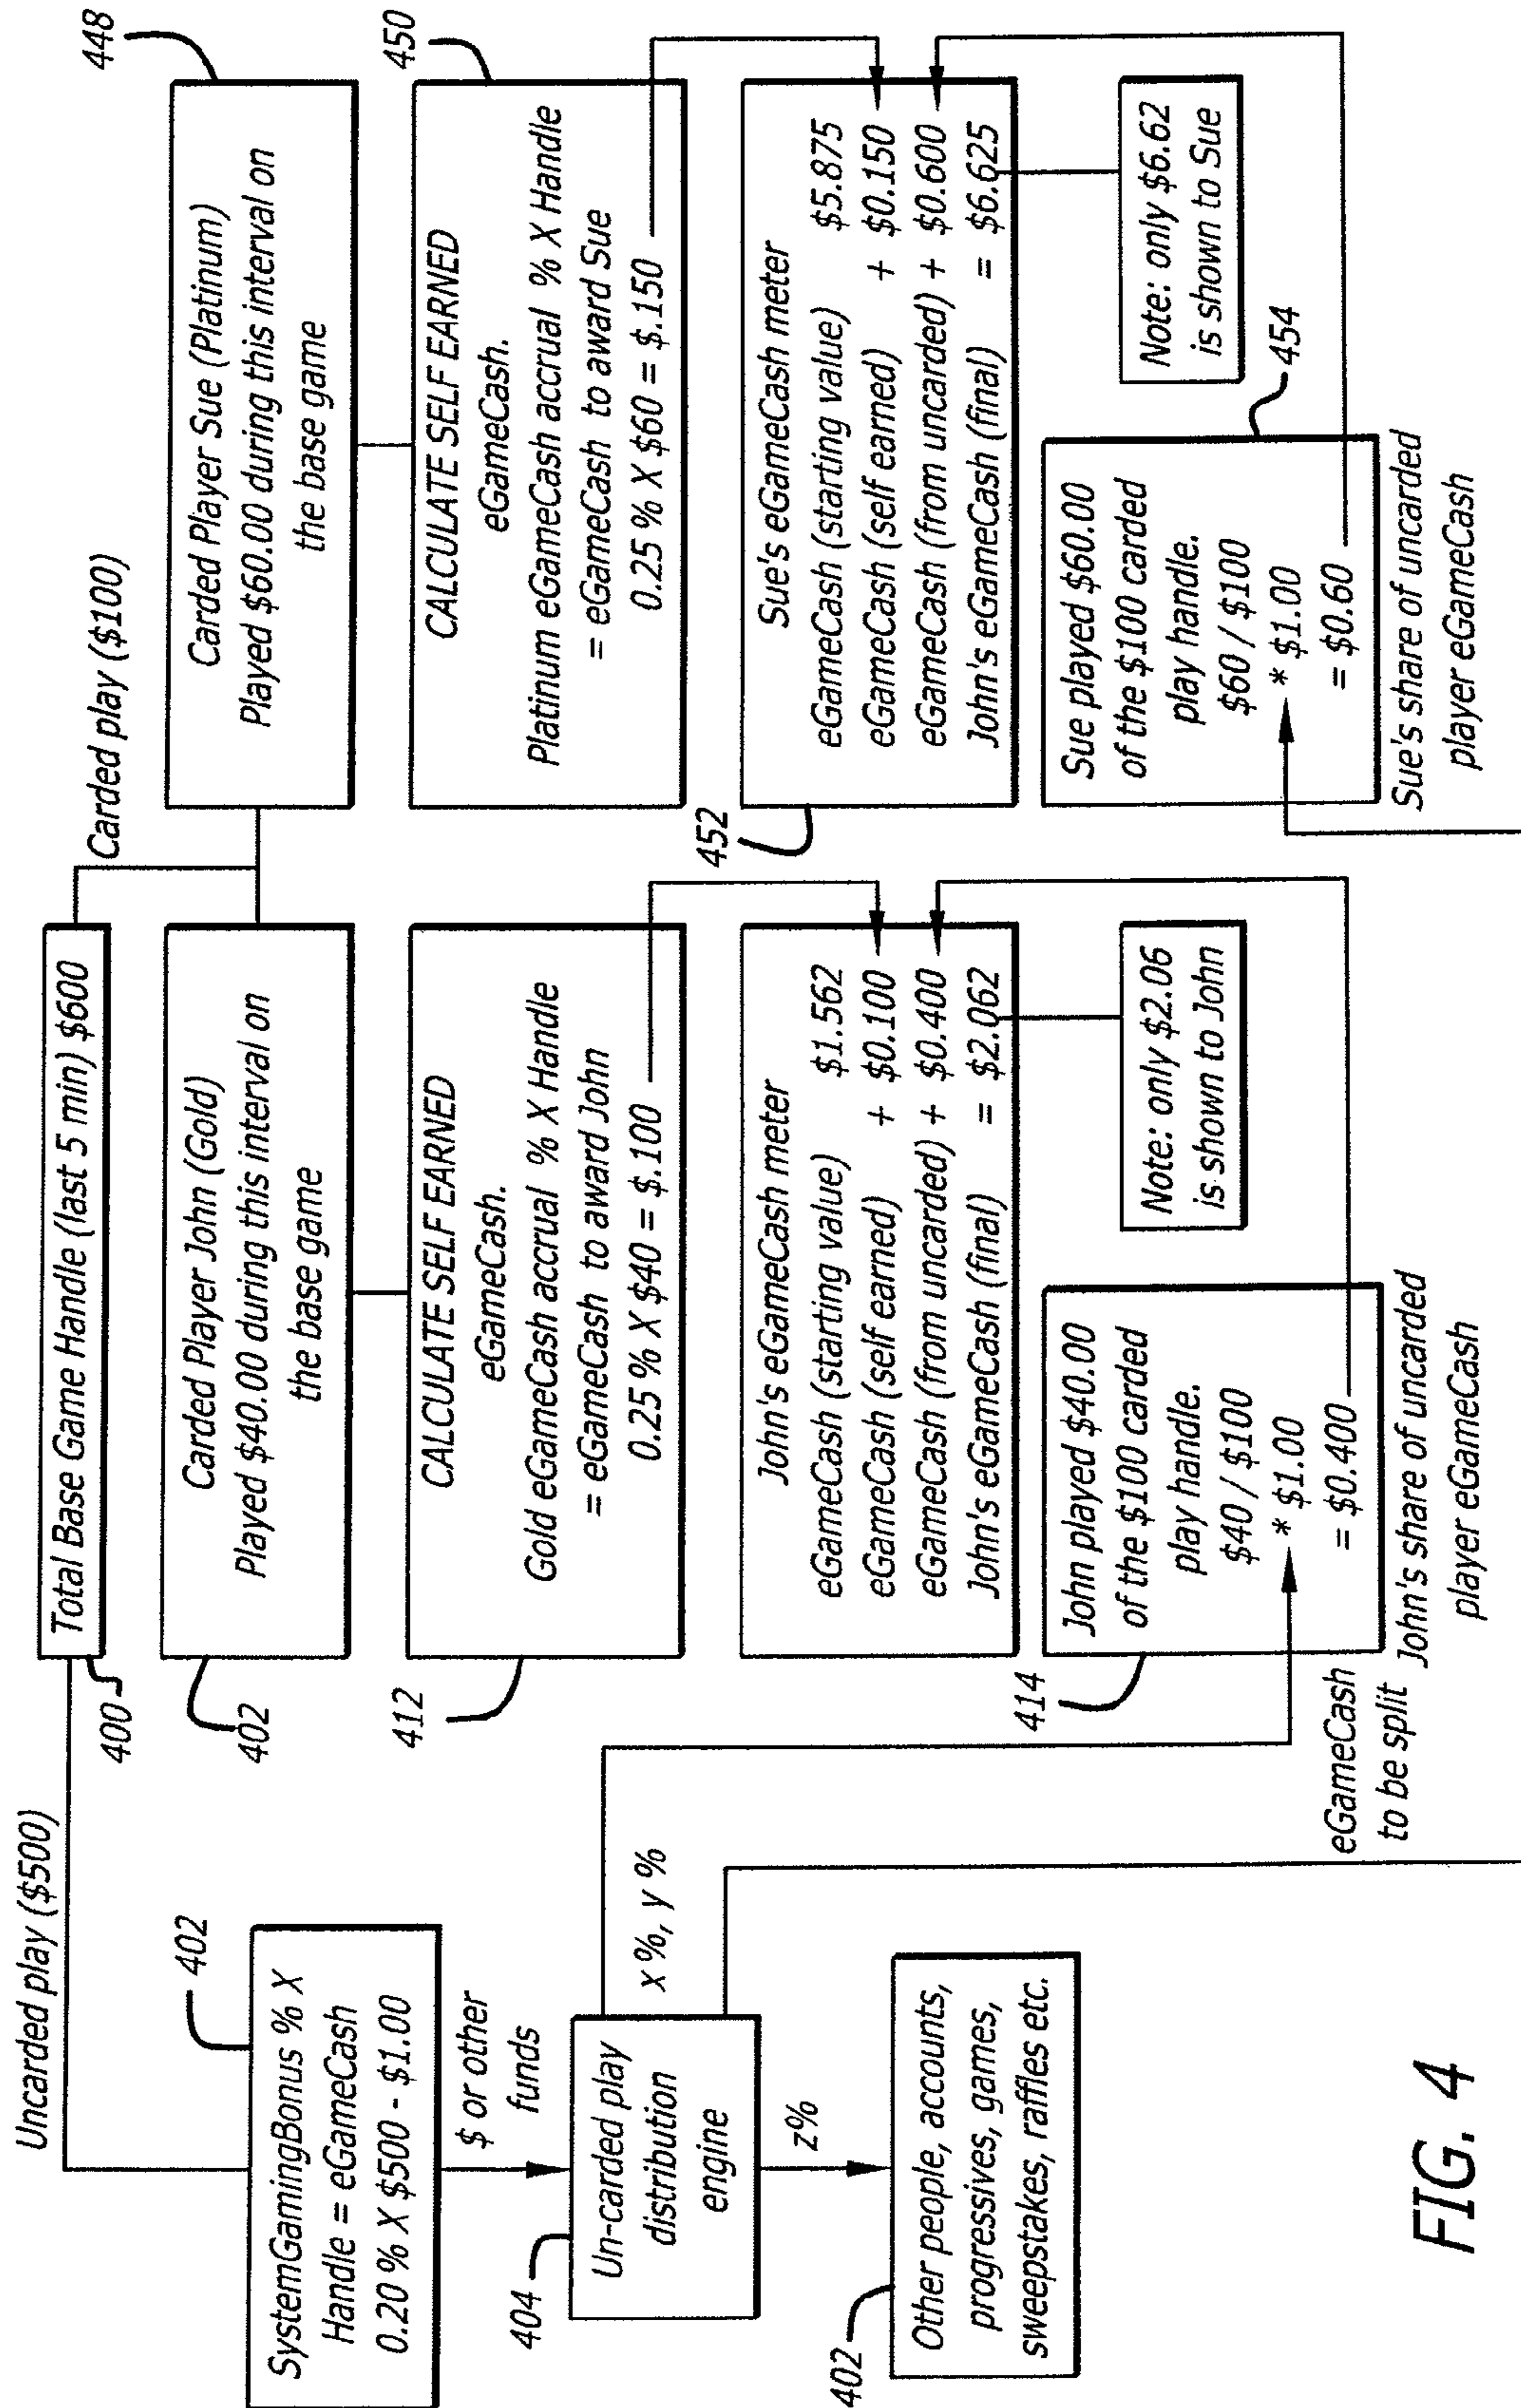 Uncarded play ($500)
Total Base Game Handle (last 5 min) $600
400
Carded play ($100)
402
SystemGamingBonus % X
Handle = eGameCash
0.20 % X $500 - $1.00
$ or other
funds
404
Un-carded play
distribution
engine
x%, y %
z%
402
Other people, accounts,
progressives, games,
sweepstakes, raffles etc.
402
Carded Player John (Gold)
Played $40.00 during this interval on
the base game
412
CALCULATE SELF EARNED
eGameCash.
Gold eGameCash accrual % X Handle
= eGameCash to award John
0.25 % X $40 = $.100
John's eGameCash meter
eGameCash (starting value) $1.562
eGameCash (self earned) + $0.100
eGameCash (from uncarded) + $0.400
John's eGameCash (final) = $2.062
Note: only $2.06
is shown to John
414
John played $40.00
of the $100 carded
play handle.
$40 / $100
* $1.00
= $0.400
eGameCash
to be split
John's share of uncarded
player eGameCash
448
Carded Player Sue (Platinum)
Played $60.00 during this interval on
the base game
450
CALCULATE SELF EARNED
eGameCash.
Platinum eGameCash accrual % X Handle
= eGameCash to award Sue
0.25 % X $60 = $.150
452
Sue's eGameCash meter
eGameCash (starting value) $5.875
eGameCash (self earned) + $0.150
eGameCash (from uncarded) + $0.600
John's eGameCash (final) = $6.625
Note: only $6.62
is shown to Sue
454
Sue played $60.00
of the $100 carded
play handle.
$60 / $100
* $1.00
= $0.60
Sue's share of uncarded
player eGameCash
FIG. 4